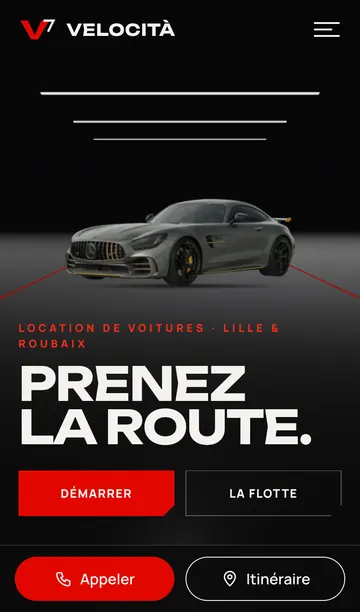 V7 VELOCITÀ
LOCATION DE VOITURES · LILLE &
ROUBAIX
PRENEZ
LA ROUTE.
DÉMARRER
LA FLOTTE
Appeler
Itinéraire